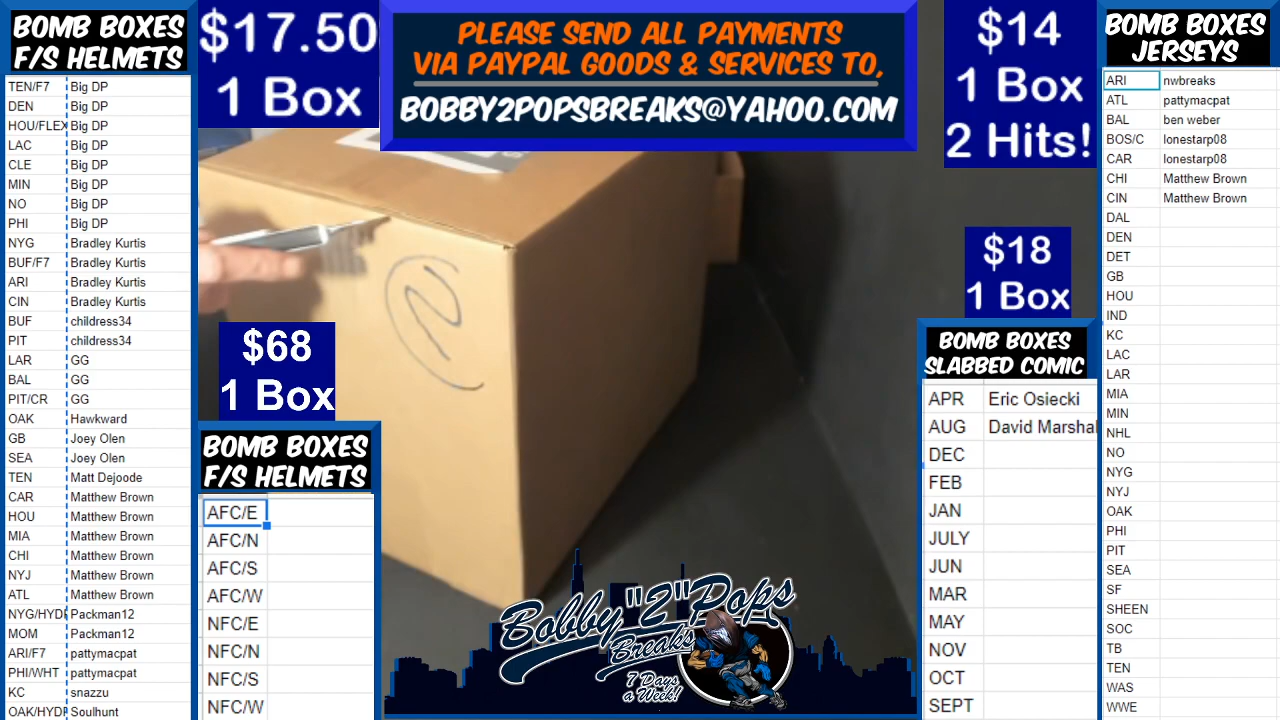 BOMB BOXES
F/S HELMETS
TEN/F7 Big DP
DEN Big DP
HOU/FLEX Big DP
LAC Big DP
CLE Big DP
MIN Big DP
NO Big DP
PHI Big DP
NYG Bradley Kurtis
BUF/F7 Bradley Kurtis
ARI Bradley Kurtis
CIN Bradley Kurtis
BUF childress34
PIT childress34
LAR GG
BAL GG
PIT/CR GG
OAK Hawkward
GB Joey Olen
SEA Joey Olen
TEN Matt Dejoode
CAR Matthew Brown
HOU Matthew Brown
MIA Matthew Brown
CHI Matthew Brown
NYJ Matthew Brown
ATL Matthew Brown
NYG/HYD Packman12
MOM Packman12
ARI/F7 pattymacpat
PHI/WHT pattymacpat
KC snazzu
OAK/HYD Soulhunt
$17.50
1 Box
PLEASE SEND ALL PAYMENTS
VIA PAYPAL GOODS & SERVICES TO,
BOBBY2POPSBREAKS@YAHOO.COM
$14
1 Box
2 Hits!
2
$68
1 Box
BOMB BOXES
F/S HELMETS
AFC/E
AFC/N
AFC/S
AFC/W
NFC/E
NFC/N
NFC/S
NFC/W
Bobby "2" Pops
Breaks
7 Days
a Week!
$18
1 Box
BOMB BOXES
SLABBED COMIC
APR Eric Osiecki
AUG David Marshal
DEC
FEB
JAN
JULY
JUN
MAR
MAY
NOV
OCT
SEPT
BOMB BOXES
JERSEYS
ARI nwbreaks
ATL pattymacpat
BAL ben weber
BOS/C lonestarp08
CAR lonestarp08
CHI Matthew Brown
CIN Matthew Brown
DAL
DEN
DET
GB
HOU
IND
KC
LAC
LAR
MIA
MIN
NHL
NO
NYG
NYJ
OAK
PHI
PIT
SEA
SF
SHEEN
SOC
TB
TEN
WAS
WWE